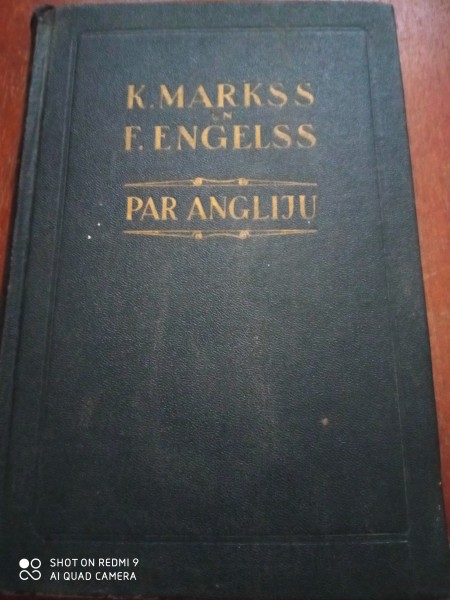 K. MARKSS
UN
F. ENGELSS
PAR ANGLIJU
SHOT ON REDMI 9
AI QUAD CAMERA